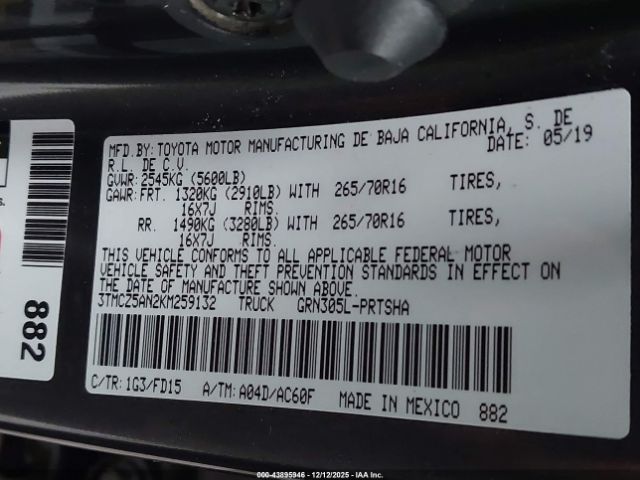 MFD.BY:TOYOTA MOTOR MANUFACTURING DE BAJA CALIFORNIA, S. DE
R.L. DE C.V. DATE: 05/19
GVWR:2545KG (5600LB)
GAWR:FRT. 1320KG (2910LB) WITH 265/70R16 TIRES,
16X7J RIMS.
RR. 1490KG (3280LB) WITH 265/70R16 TIRES,
16X7J RIMS.
THIS VEHICLE CONFORMS TO ALL APPLICABLE FEDERAL MOTOR
VEHICLE SAFETY AND THEFT PREVENTION STANDARDS IN EFFECT ON
THE DATE OF MANUFACTURE SHOWN ABOVE.
3TMCZ5AN2KM259132 TRUCK GRN305L-PRTSHA
C/TR: 1G3/FD15 A/TM: A04D/AC60F MADE IN MEXICO 882
882
s.
000-43895946 - 12/12/2025 - IAA Inc.